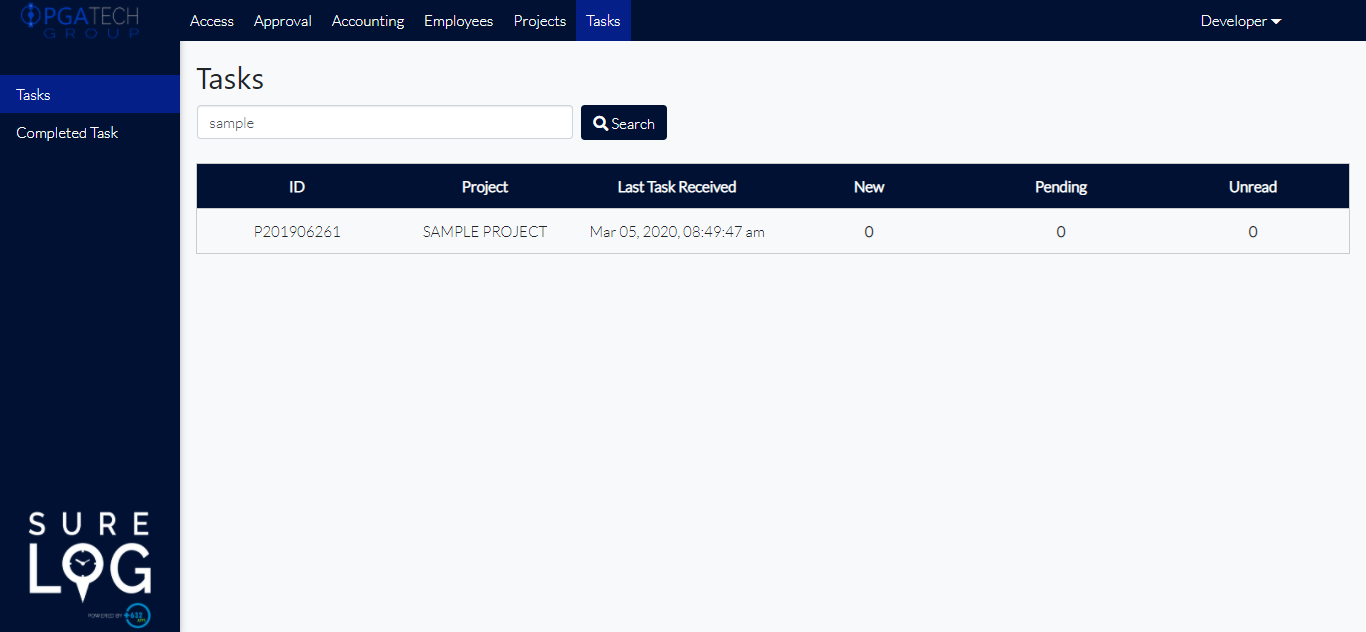 PGATECH
GROUP
Access Approval Accounting Employees Projects Tasks Developer
Tasks
Completed Task
Tasks
sample Search
ID Project Last Task Received New Pending Unread
P201906261 SAMPLE PROJECT Mar 05, 2020, 08:49:47 am 0 0 0
SURE
LOG
POWERED BY +632